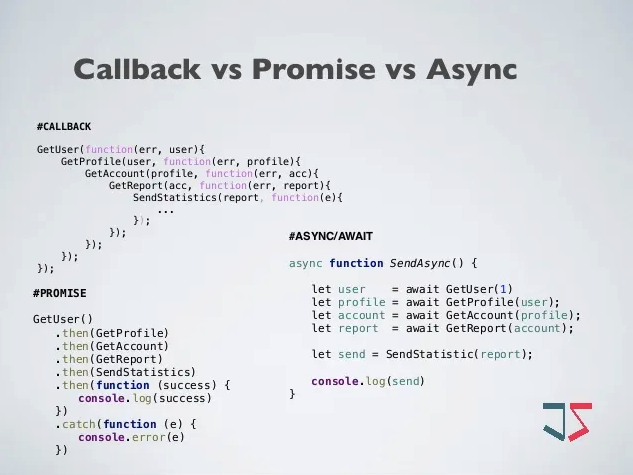 Callback vs Promise vs Async
#CALLBACK
GetUser(function(err, user){
    GetProfile(user, function(err, profile){
        GetAccount(profile, function(err, acc){
            GetReport(acc, function(err, report){
                SendStatistics(report, function(e){
                    ...
                });
            });
        });
    });
});
#PROMISE
GetUser()
   .then(GetProfile)
   .then(GetAccount)
   .then(GetReport)
   .then(SendStatistics)
   .then(function (success) {
      console.log(success)
   })
   .catch(function (e) {
      console.error(e)
   })
#ASYNC/AWAIT
async function SendAsync() {
   let user    = await GetUser(1)
   let profile = await GetProfile(user);
   let account = await GetAccount(profile);
   let report  = await GetReport(account);
   let send = SendStatistic(report);
   console.log(send)
}
JS